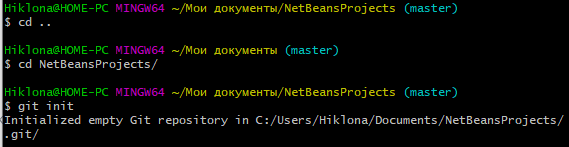 Hiklona@HOME-PC MINGW64 ~/Мои документы/NetBeansProjects (master)
$ cd ..
Hiklona@HOME-PC MINGW64 ~/Мои документы (master)
$ cd NetBeansProjects/
Hiklona@HOME-PC MINGW64 ~/Мои документы/NetBeansProjects (master)
$ git init
Initialized empty Git repository in C:/Users/Hiklona/Documents/NetBeansProjects/
.git/